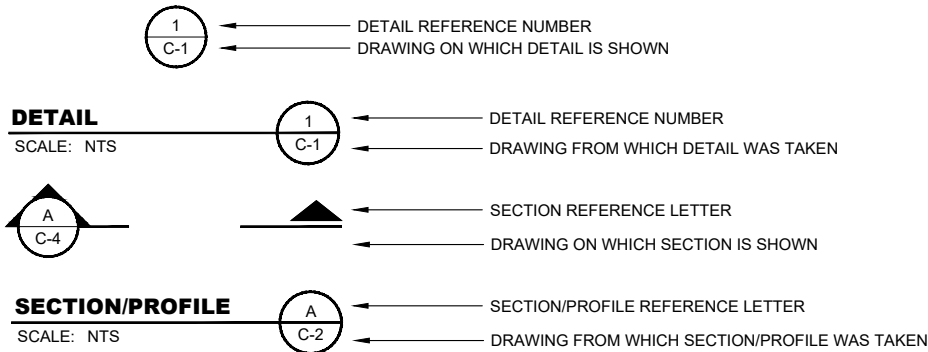 1 DETAIL REFERENCE NUMBER
C-1 DRAWING ON WHICH DETAIL IS SHOWN
DETAIL 1 DETAIL REFERENCE NUMBER
SCALE: NTS C-1 DRAWING FROM WHICH DETAIL WAS TAKEN
A SECTION REFERENCE LETTER
C-4 DRAWING ON WHICH SECTION IS SHOWN
SECTION/PROFILE A SECTION/PROFILE REFERENCE LETTER
SCALE: NTS C-2 DRAWING FROM WHICH SECTION/PROFILE WAS TAKEN